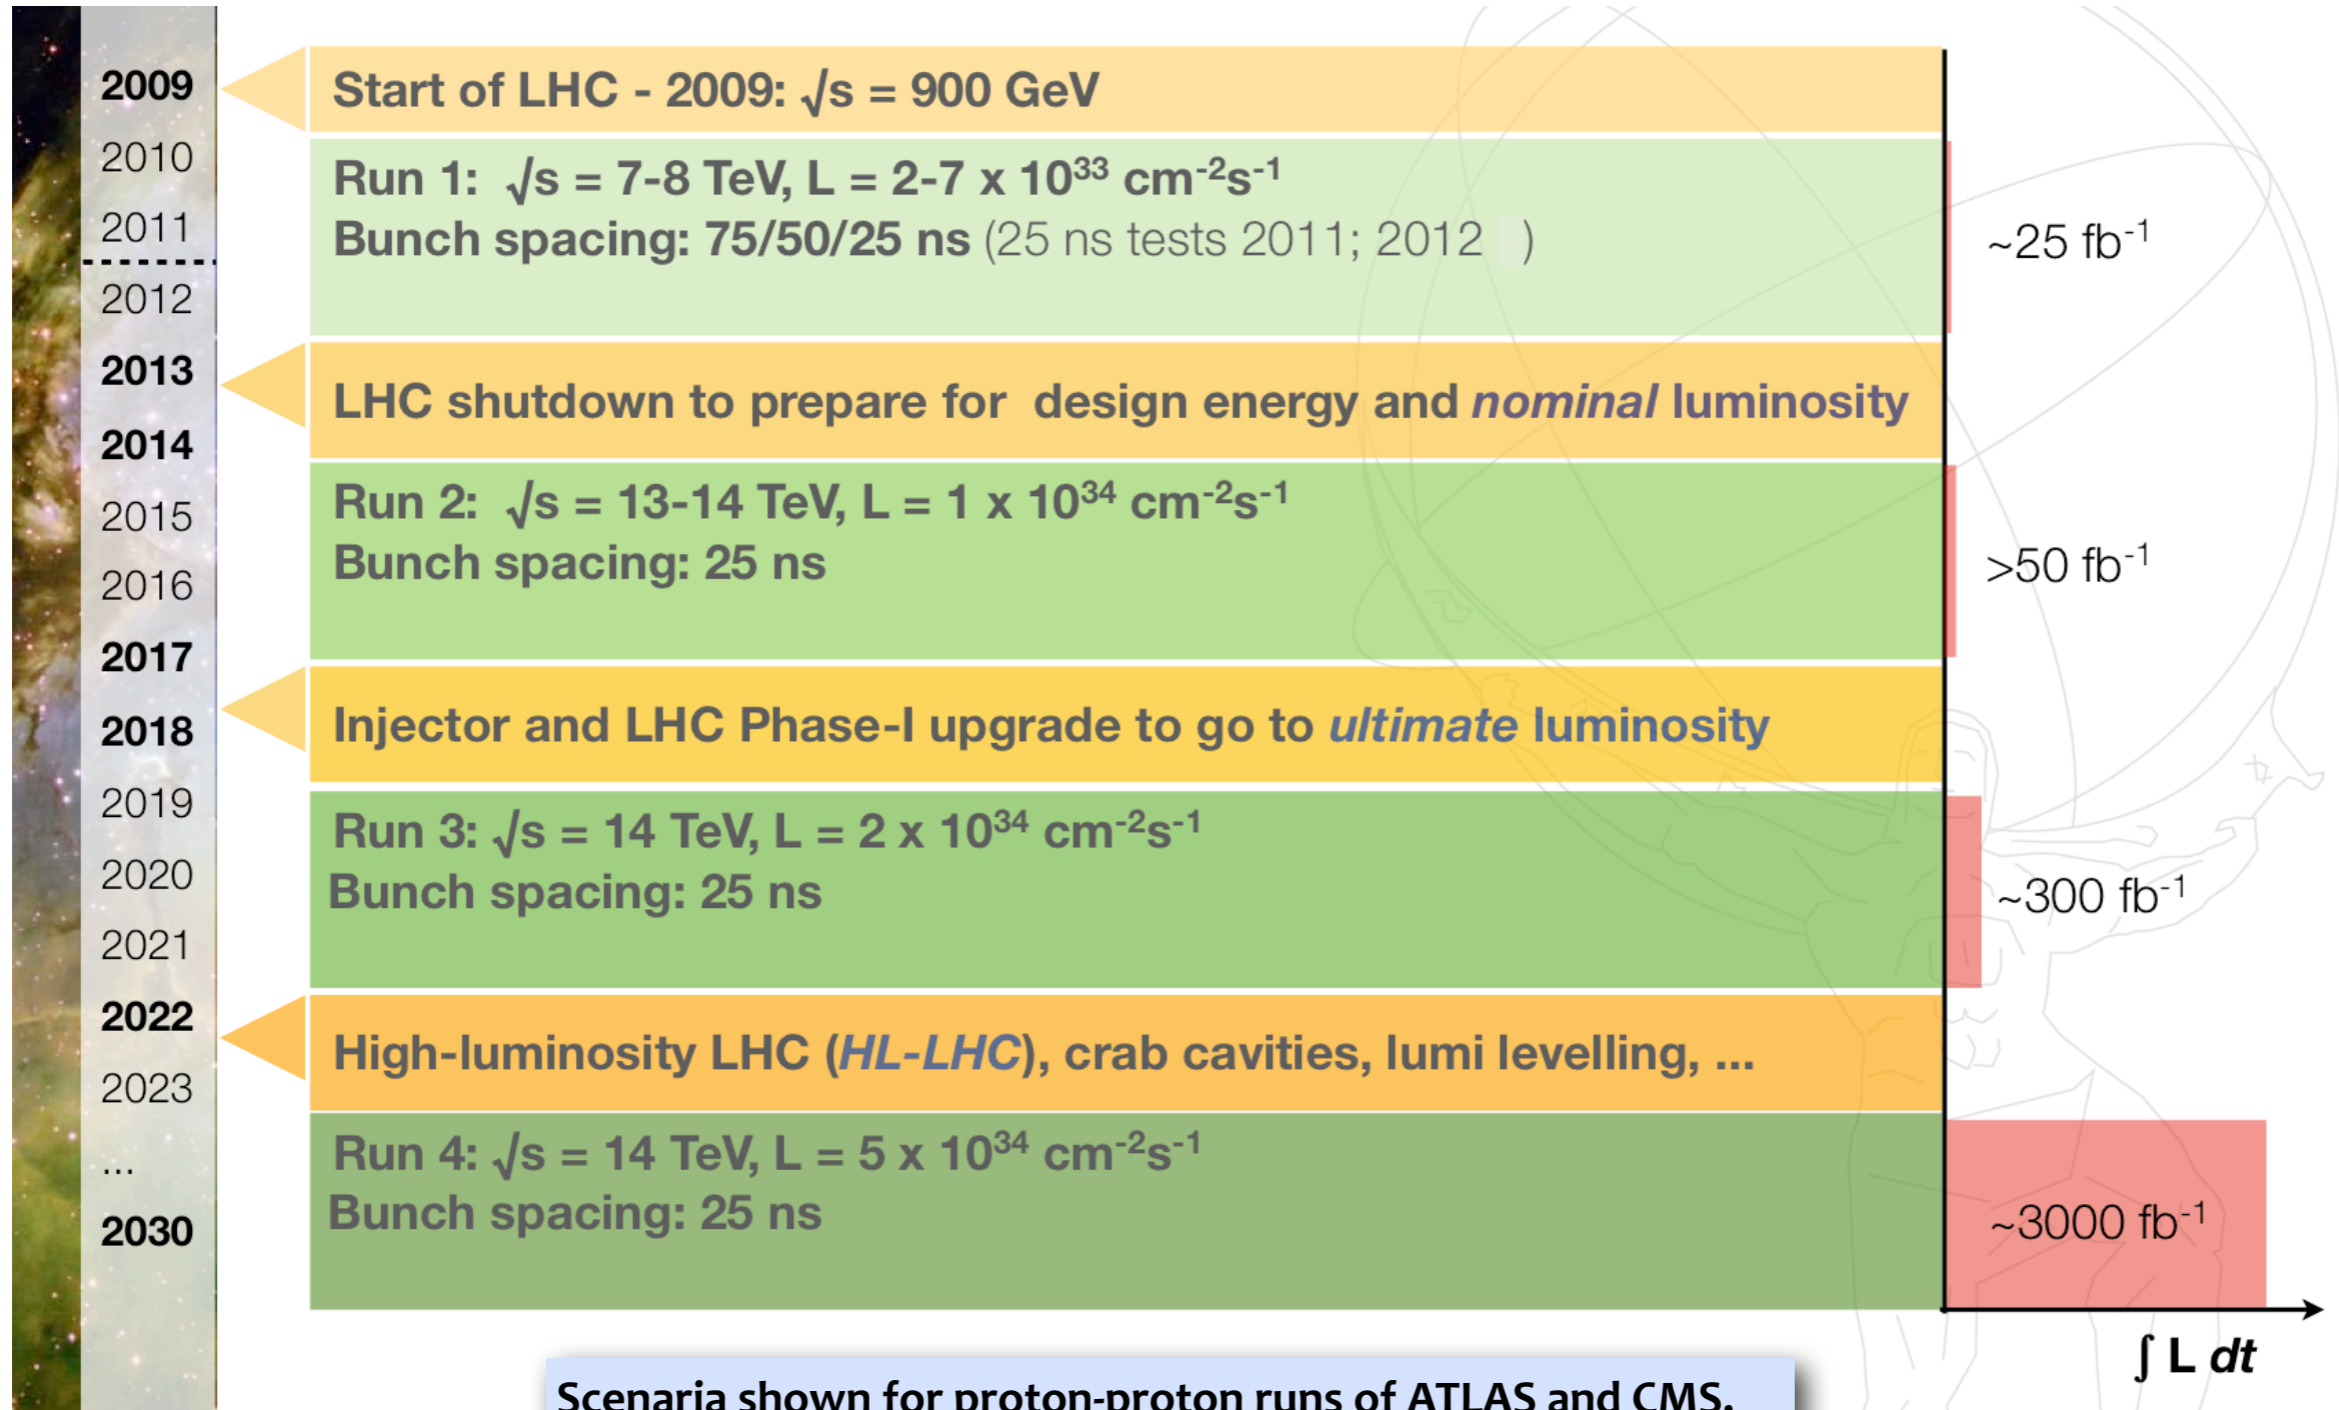 2009
Start of LHC - 2009: √s = 900 GeV
2010
2011
2012
Run 1: √s = 7-8 TeV, L = 2-7 x 10³³ cm⁻²s⁻¹
Bunch spacing: 75/50/25 ns (25 ns tests 2011; 2012 )
~25 fb⁻¹
2013
2014
LHC shutdown to prepare for design energy and nominal luminosity
2015
2016
2017
Run 2: √s = 13-14 TeV, L = 1 x 10³⁴ cm⁻²s⁻¹
Bunch spacing: 25 ns
>50 fb⁻¹
2018
Injector and LHC Phase-I upgrade to go to ultimate luminosity
2019
2020
2021
Run 3: √s = 14 TeV, L = 2 x 10³⁴ cm⁻²s⁻¹
Bunch spacing: 25 ns
~300 fb⁻¹
2022
2023
High-luminosity LHC (HL-LHC), crab cavities, lumi levelling, ...
...
2030
Run 4: √s = 14 TeV, L = 5 x 10³⁴ cm⁻²s⁻¹
Bunch spacing: 25 ns
~3000 fb⁻¹
∫ L dt
Scenaria shown for proton-proton runs of ATLAS and CMS.